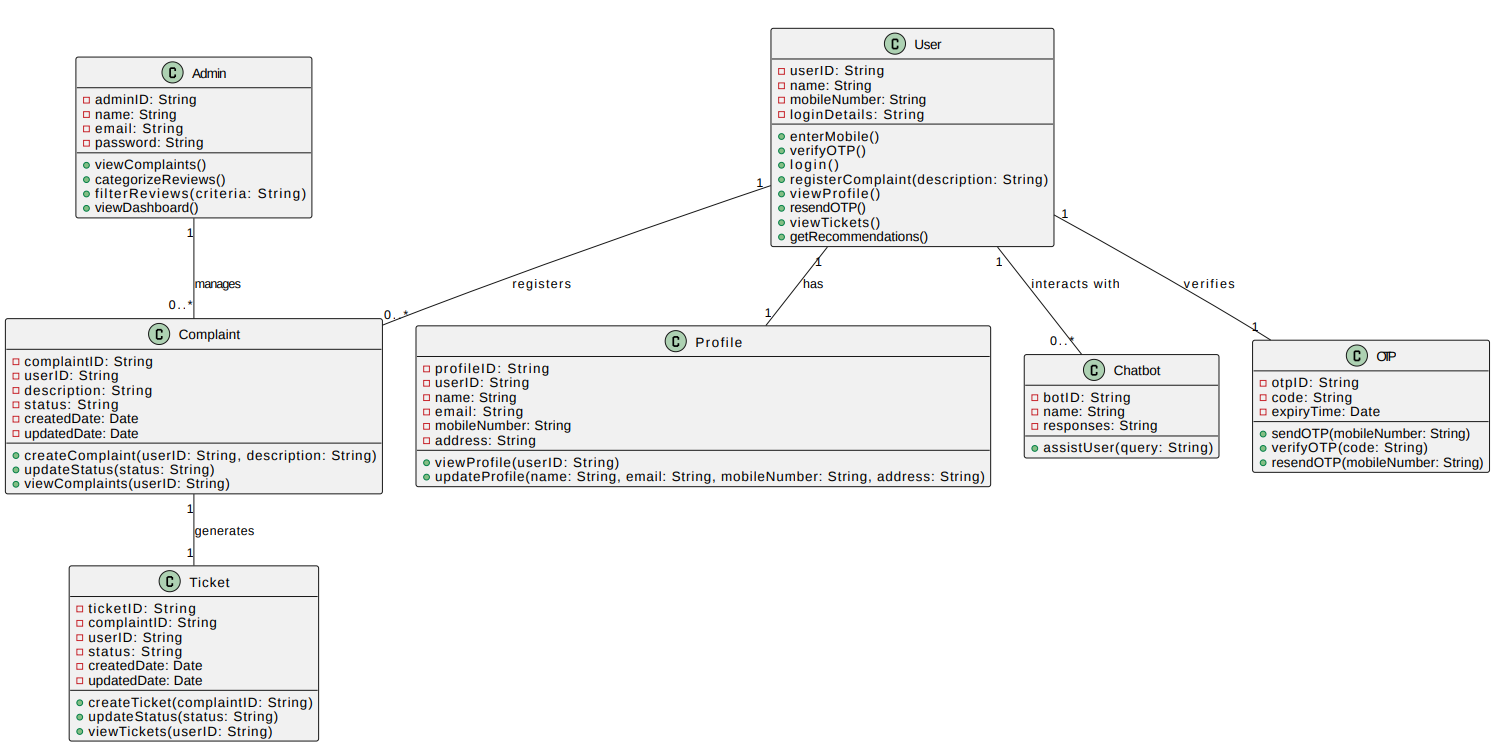 C User
userID: String
name: String
mobileNumber: String
loginDetails: String
enterMobile()
verifyOTP()
login()
registerComplaint(description: String)
viewProfile()
resendOTP()
viewTickets()
getRecommendations()
C Admin
adminID: String
name: String
email: String
password: String
viewComplaints()
categorizeReviews()
filterReviews(criteria: String)
viewDashboard()
1
manages
0..*
1
registers
0..*
1
has
1
1
interacts with
0..*
1
verifies
1
C Complaint
complaintID: String
userID: String
description: String
status: String
createdDate: Date
updatedDate: Date
createComplaint(userID: String, description: String)
updateStatus(status: String)
viewComplaints(userID: String)
C Profile
profileID: String
userID: String
name: String
email: String
mobileNumber: String
address: String
viewProfile(userID: String)
updateProfile(name: String, email: String, mobileNumber: String, address: String)
C Chatbot
botID: String
name: String
responses: String
assistUser(query: String)
C OTP
otpID: String
code: String
expiryTime: Date
sendOTP(mobileNumber: String)
verifyOTP(code: String)
resendOTP(mobileNumber: String)
1
generates
1
C Ticket
ticketID: String
complaintID: String
userID: String
status: String
createdDate: Date
updatedDate: Date
createTicket(complaintID: String)
updateStatus(status: String)
viewTickets(userID: String)